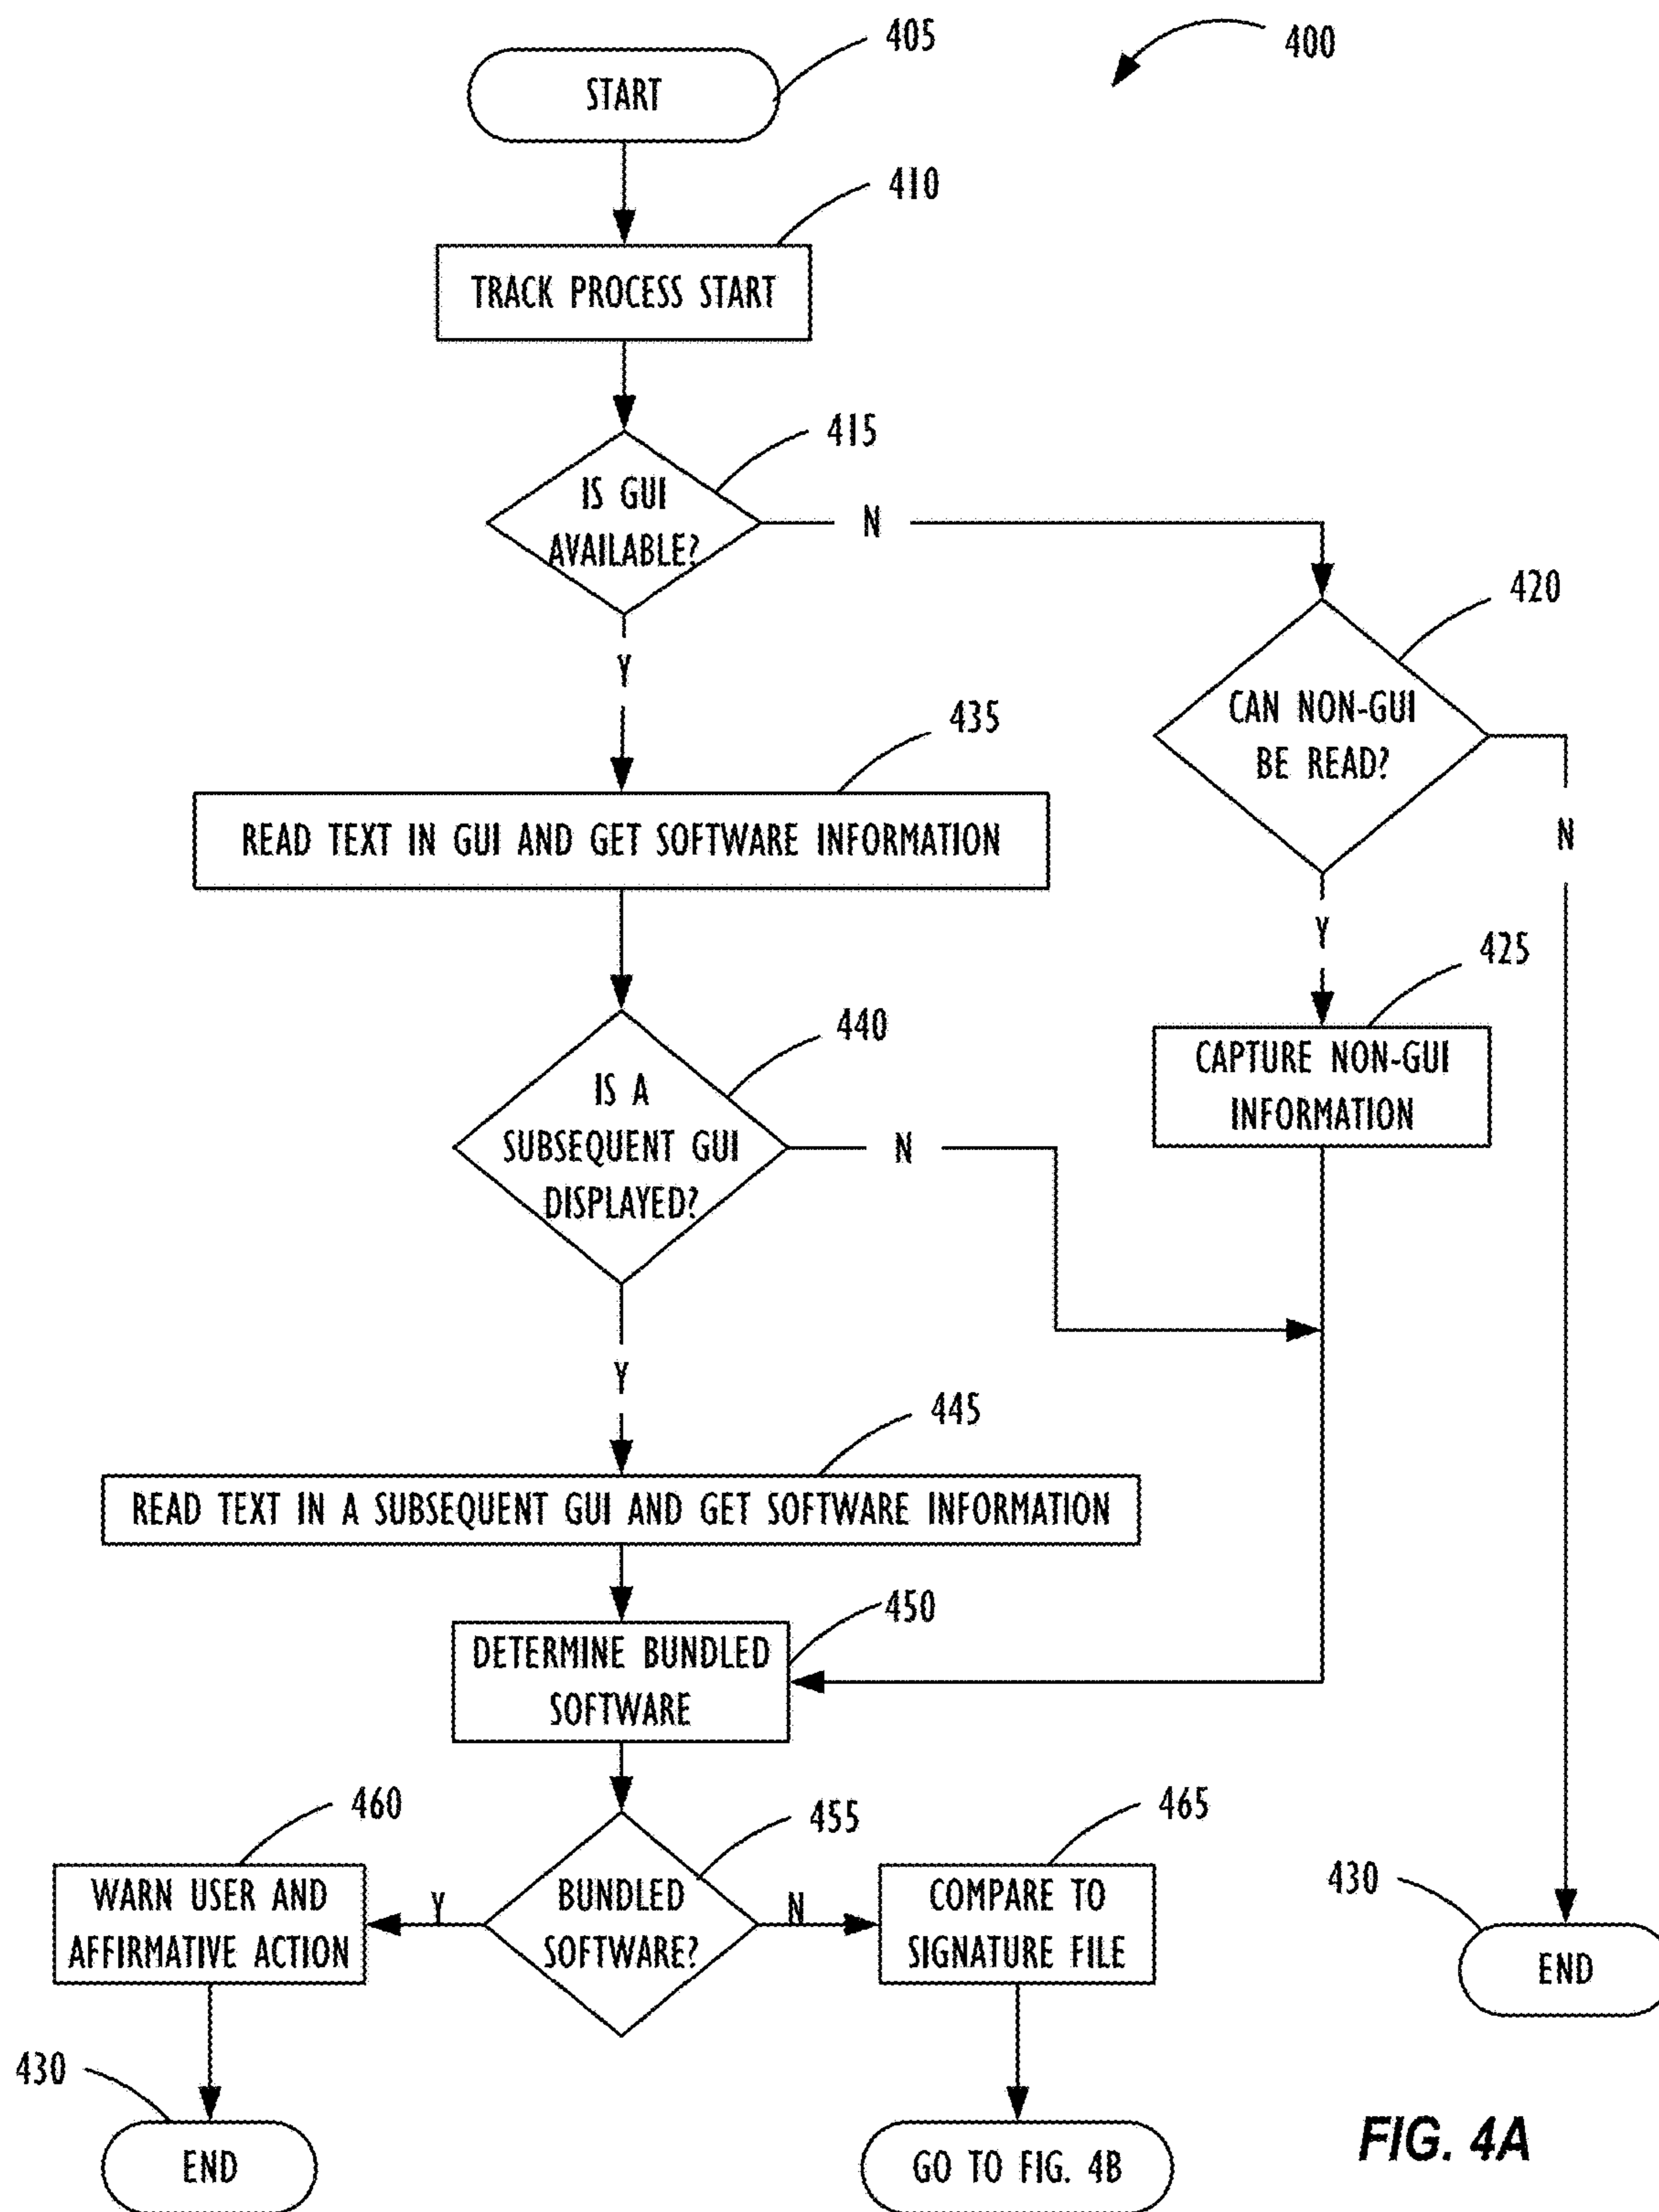 405
400
START
410
TRACK PROCESS START
415
IS GUI
AVAILABLE?
N
420
Y
CAN NON-GUI
BE READ?
435
N
READ TEXT IN GUI AND GET SOFTWARE INFORMATION
Y
425
440
CAPTURE NON-GUI
INFORMATION
IS A
SUBSEQUENT GUI
DISPLAYED?
N
Y
445
READ TEXT IN A SUBSEQUENT GUI AND GET SOFTWARE INFORMATION
450
DETERMINE BUNDLED
SOFTWARE
460
455
465
430
WARN USER AND
AFFIRMATIVE ACTION
Y
BUNDLED
SOFTWARE?
N
COMPARE TO
SIGNATURE FILE
END
430
END
GO TO FIG. 4B
FIG. 4A